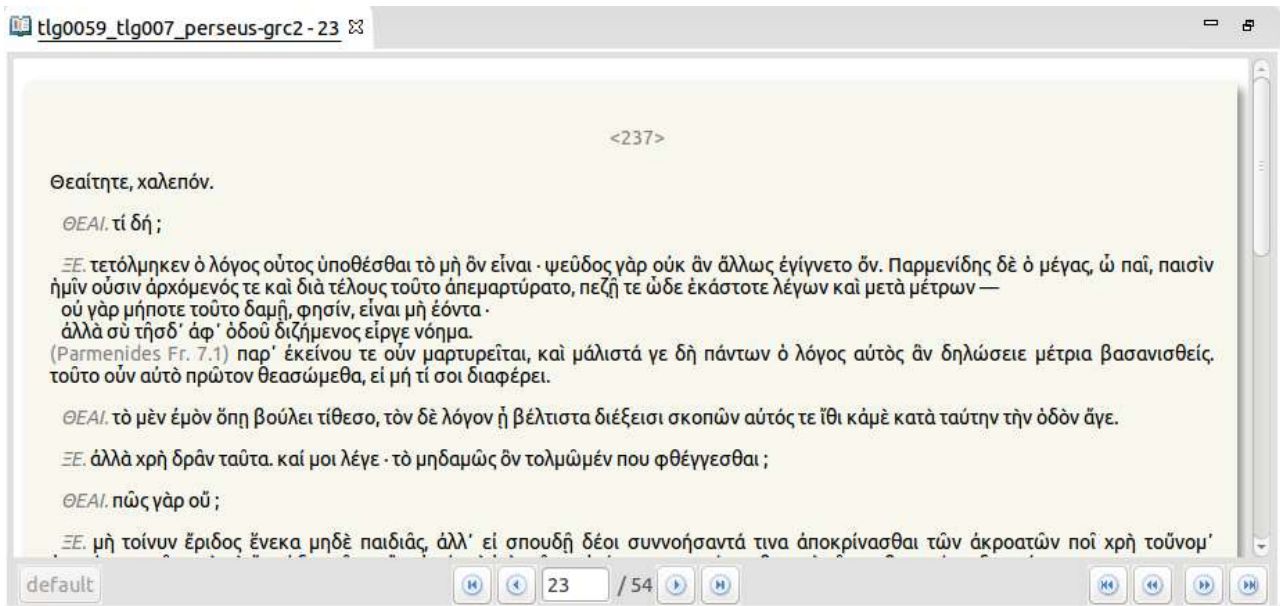 tlg0059_tlg007_perseus-grc2 - 23
<237>
Θεαίτητε, χαλεπόν.
ΘΕΑΙ. τί δή ;
ΞΕ. τετόλμηκεν ὁ λόγος οὗτος ὑποθέσθαι τὸ μὴ ὂν εἶναι · ψεῦδος γὰρ οὐκ ἂν ἄλλως ἐγίγνετο ὄν. Παρμενίδης δὲ ὁ μέγας, ὦ παῖ, παισὶν
ἡμῖν οὖσιν ἀρχόμενός τε καὶ διὰ τέλους τοῦτο ἀπεμαρτύρατο, πεζῇ τε ὧδε ἑκάστοτε λέγων καὶ μετὰ μέτρων —
οὐ γὰρ μήποτε τοῦτο δαμῇ, φησίν, εἶναι μὴ ἐόντα ·
ἀλλὰ σὺ τῆσδ’ ἀφ’ ὁδοῦ διζήμενος εἶργε νόημα.
(Parmenides Fr. 7.1) παρ’ ἐκείνου τε οὖν μαρτυρεῖται, καὶ μάλιστά γε δὴ πάντων ὁ λόγος αὐτὸς ἂν δηλώσειε μέτρια βασανισθείς.
τοῦτο οὖν αὐτὸ πρῶτον θεασώμεθα, εἰ μή τί σοι διαφέρει.
ΘΕΑΙ. τὸ μὲν ἐμὸν ὅπῃ βούλει τίθεσο, τὸν δὲ λόγον ᾗ βέλτιστα διέξεισι σκοπῶν αὐτός τε ἴθι κἀμὲ κατὰ ταύτην τὴν ὁδὸν ἄγε.
ΞΕ. ἀλλὰ χρὴ δρᾶν ταῦτα. καί μοι λέγε · τὸ μηδαμῶς ὂν τολμῶμέν που φθέγγεσθαι ;
ΘΕΑΙ. πῶς γὰρ οὔ ;
ΞΕ. μὴ τοίνυν ἔριδος ἕνεκα μηδὲ παιδιᾶς, ἀλλ’ εἰ σπουδῇ δέοι συννοήσαντά τινα ἀποκρίνασθαι τῶν ἀκροατῶν ποῖ χρὴ τοὔνομ’
default
23 / 54